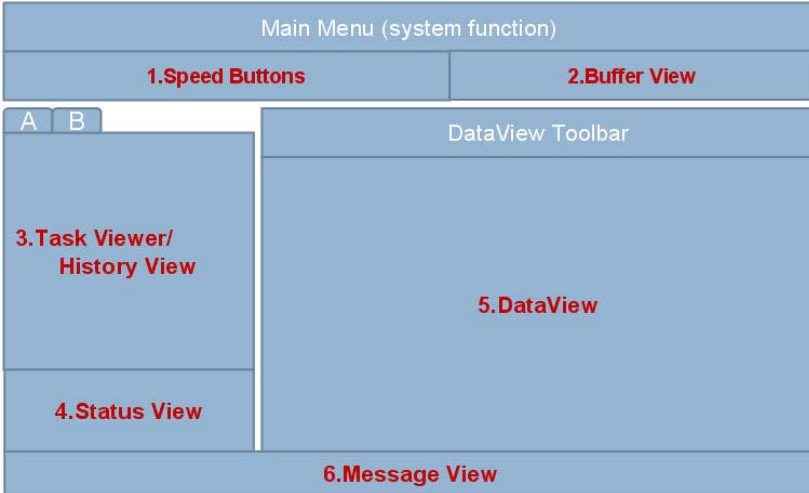 Main Menu (system function)
1.Speed Buttons
2.Buffer View
A
B
DataView Toolbar
3.Task Viewer/
History View
5.DataView
4.Status View
6.Message View